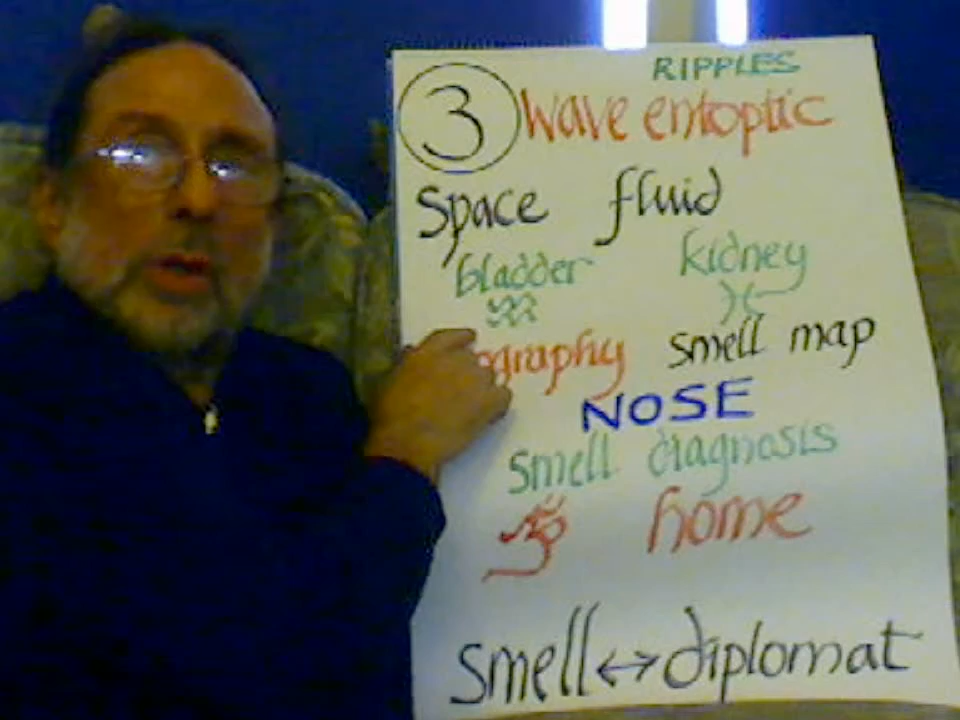 RIPPLES
3 wave entoptic
space fluid
bladder kidney
smell map
NOSE
smell diagnosis
home
smell ↔ diplomat